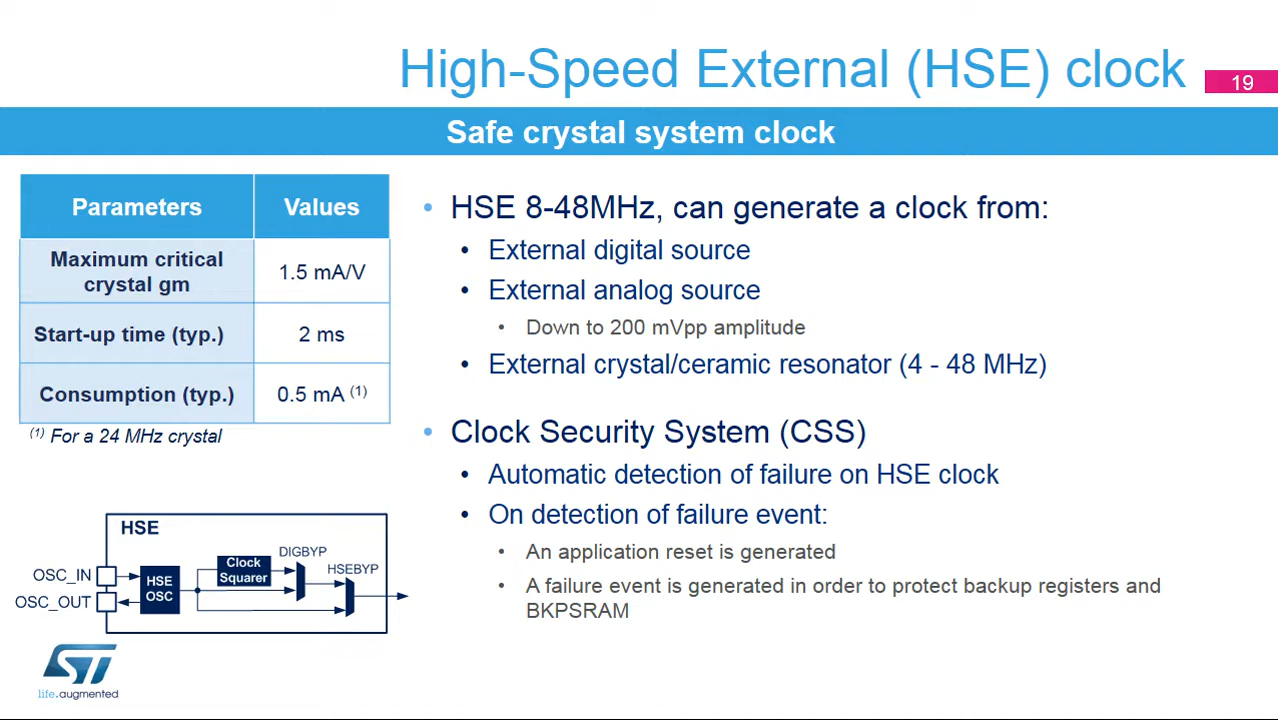 High-Speed External (HSE) clock
19
Safe crystal system clock
Parameters Values
Maximum critical
crystal gm
1.5 mA/V
Start-up time (typ.) 2 ms
Consumption (typ.) 0.5 mA (1)
(1) For a 24 MHz crystal
HSE
OSC_IN
OSC_OUT
HSE
OSC
Clock
Squarer
DIGBYP
HSEBYP
ST
life.augmented
• HSE 8-48MHz, can generate a clock from:
• External digital source
• External analog source
• Down to 200 mVpp amplitude
• External crystal/ceramic resonator (4 - 48 MHz)
• Clock Security System (CSS)
• Automatic detection of failure on HSE clock
• On detection of failure event:
• An application reset is generated
• A failure event is generated in order to protect backup registers and
BKPSRAM